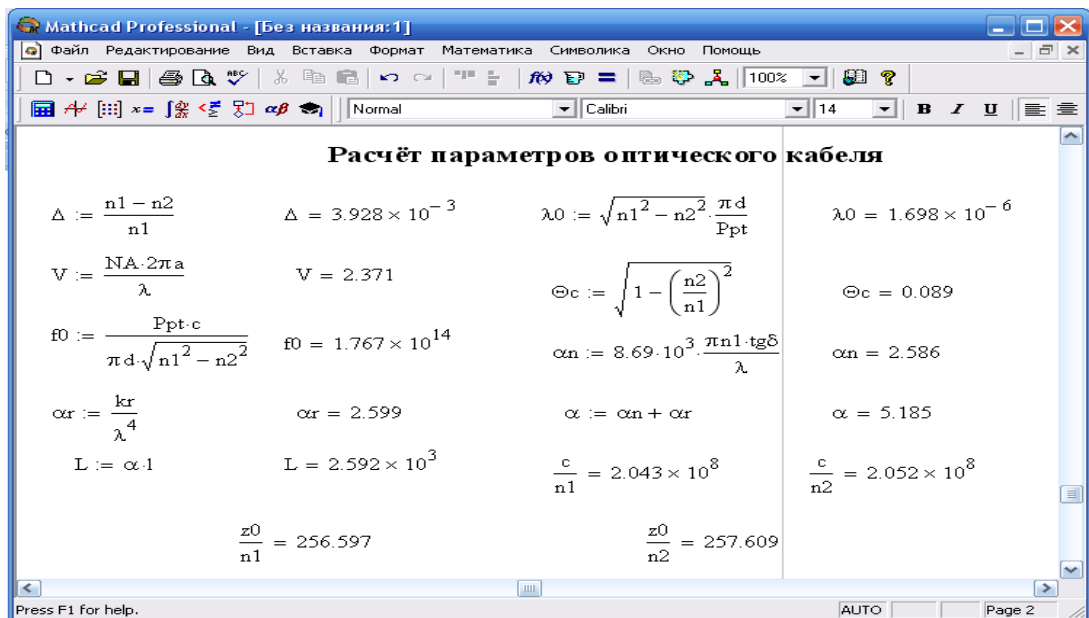 Mathcad Professional - [Без названия:1]
Файл Редактирование Вид Вставка Формат Математика Символика Окно Помощь
100%
Normal Calibri 14 B I U
Расчёт параметров оптического кабеля
Δ := (n1 − n2)/n1 Δ = 3.928 × 10^−3 λ0 := √(n1² − n2²)·πd/Ppt λ0 = 1.698 × 10^−6
V := NA·2πa/λ V = 2.371 Θc := √(1 − (n2/n1)²) Θc = 0.089
f0 := Ppt·c/(πd·√(n1² − n2²)) f0 = 1.767 × 10^14 αn := 8.69·10³·πn1·tgδ/λ αn = 2.586
αr := kr/λ⁴ αr = 2.599 α := αn + αr α = 5.185
L := α·l L = 2.592 × 10³ c/n1 = 2.043 × 10⁸ c/n2 = 2.052 × 10⁸
z0/n1 = 256.597 z0/n2 = 257.609
Press F1 for help. AUTO Page 2